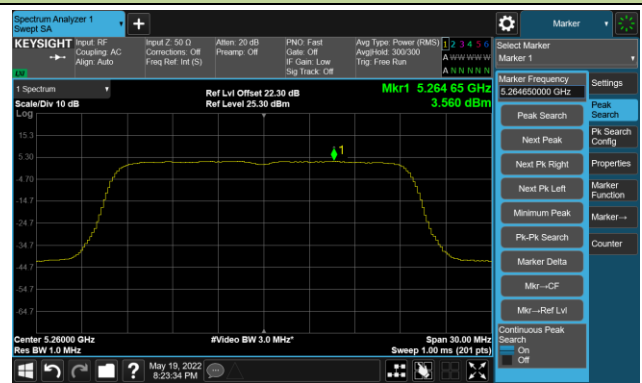 Spectrum Analyzer 1
Swept SA
+
Marker
KEYSIGHT
Input: RF
Coupling: AC
Align: Auto
Input Z: 50 Ω
Corrections: Off
Freq Ref: Int (S)
Atten: 20 dB
Preamp: Off
PNO: Fast
Gate: Off
IF Gain: Low
Sig Track: Off
Avg Type: Power (RMS)
Avg|Hold: 300/300
Trig: Free Run
1 2 3 4 5 6
A W W W W W
A N N N N N
Select Marker
Marker 1
LW
1 Spectrum
Scale/Div 10 dB
Log
Ref Lvl Offset 22.30 dB
Ref Level 25.30 dBm
Mkr1 5.264 65 GHz
3.560 dBm
15.3
5.30
-4.70
-14.7
-24.7
-34.7
-44.7
-54.7
-64.7
1
Center 5.26000 GHz
Res BW 1.0 MHz
#Video BW 3.0 MHz*
Span 30.00 MHz
Sweep 1.00 ms (201 pts)
Marker Frequency
5.264650000 GHz
Peak Search
Next Peak
Next Pk Right
Next Pk Left
Minimum Peak
Pk-Pk Search
Marker Delta
Mkr→CF
Mkr→Ref Lvl
Continuous Peak
Search
On
Off
Settings
Peak
Search
Pk Search
Config
Properties
Marker
Function
Marker→
Counter
?
May 19, 2022
8:23:34 PM